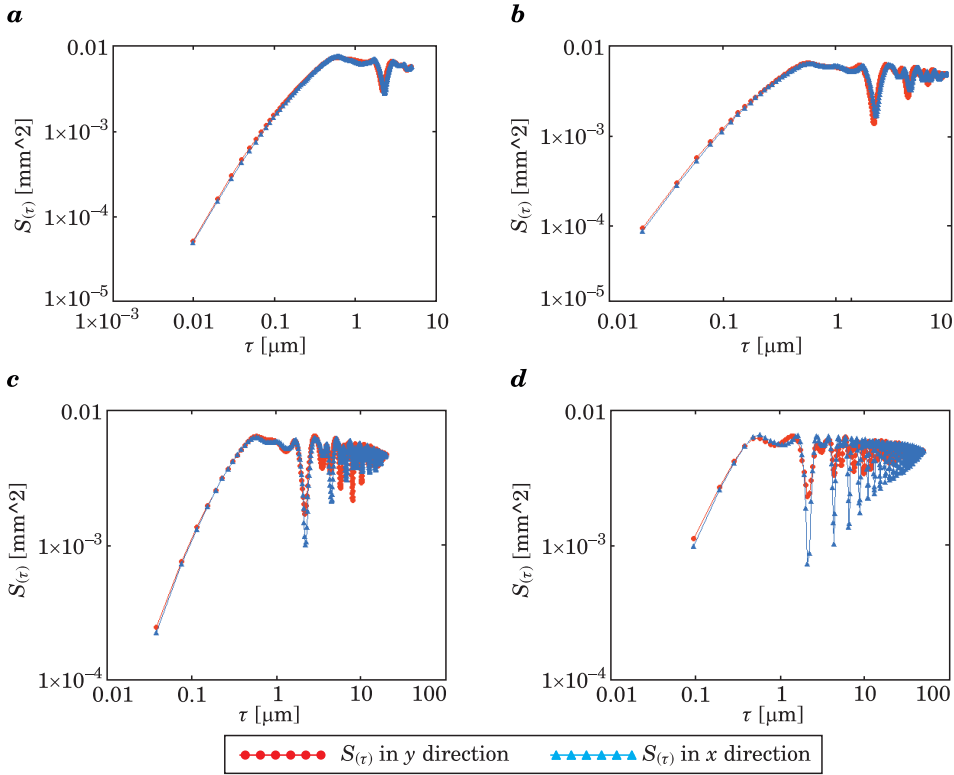 a
0.01
1×10⁻³
1×10⁻⁴
1×10⁻⁵
S(τ) [mm^2]
1×10⁻³ 0.01 0.1 1 10
τ [μm]
b
0.01
1×10⁻³
1×10⁻⁴
1×10⁻⁵
S(τ) [mm^2]
0.01 0.1 1 10
τ [μm]
c
0.01
1×10⁻³
1×10⁻⁴
S(τ) [mm^2]
0.01 0.1 1 10 100
τ [μm]
d
0.01
1×10⁻³
1×10⁻⁴
S(τ) [mm^2]
0.01 0.1 1 10 100
τ [μm]
S(τ) in y direction S(τ) in x direction